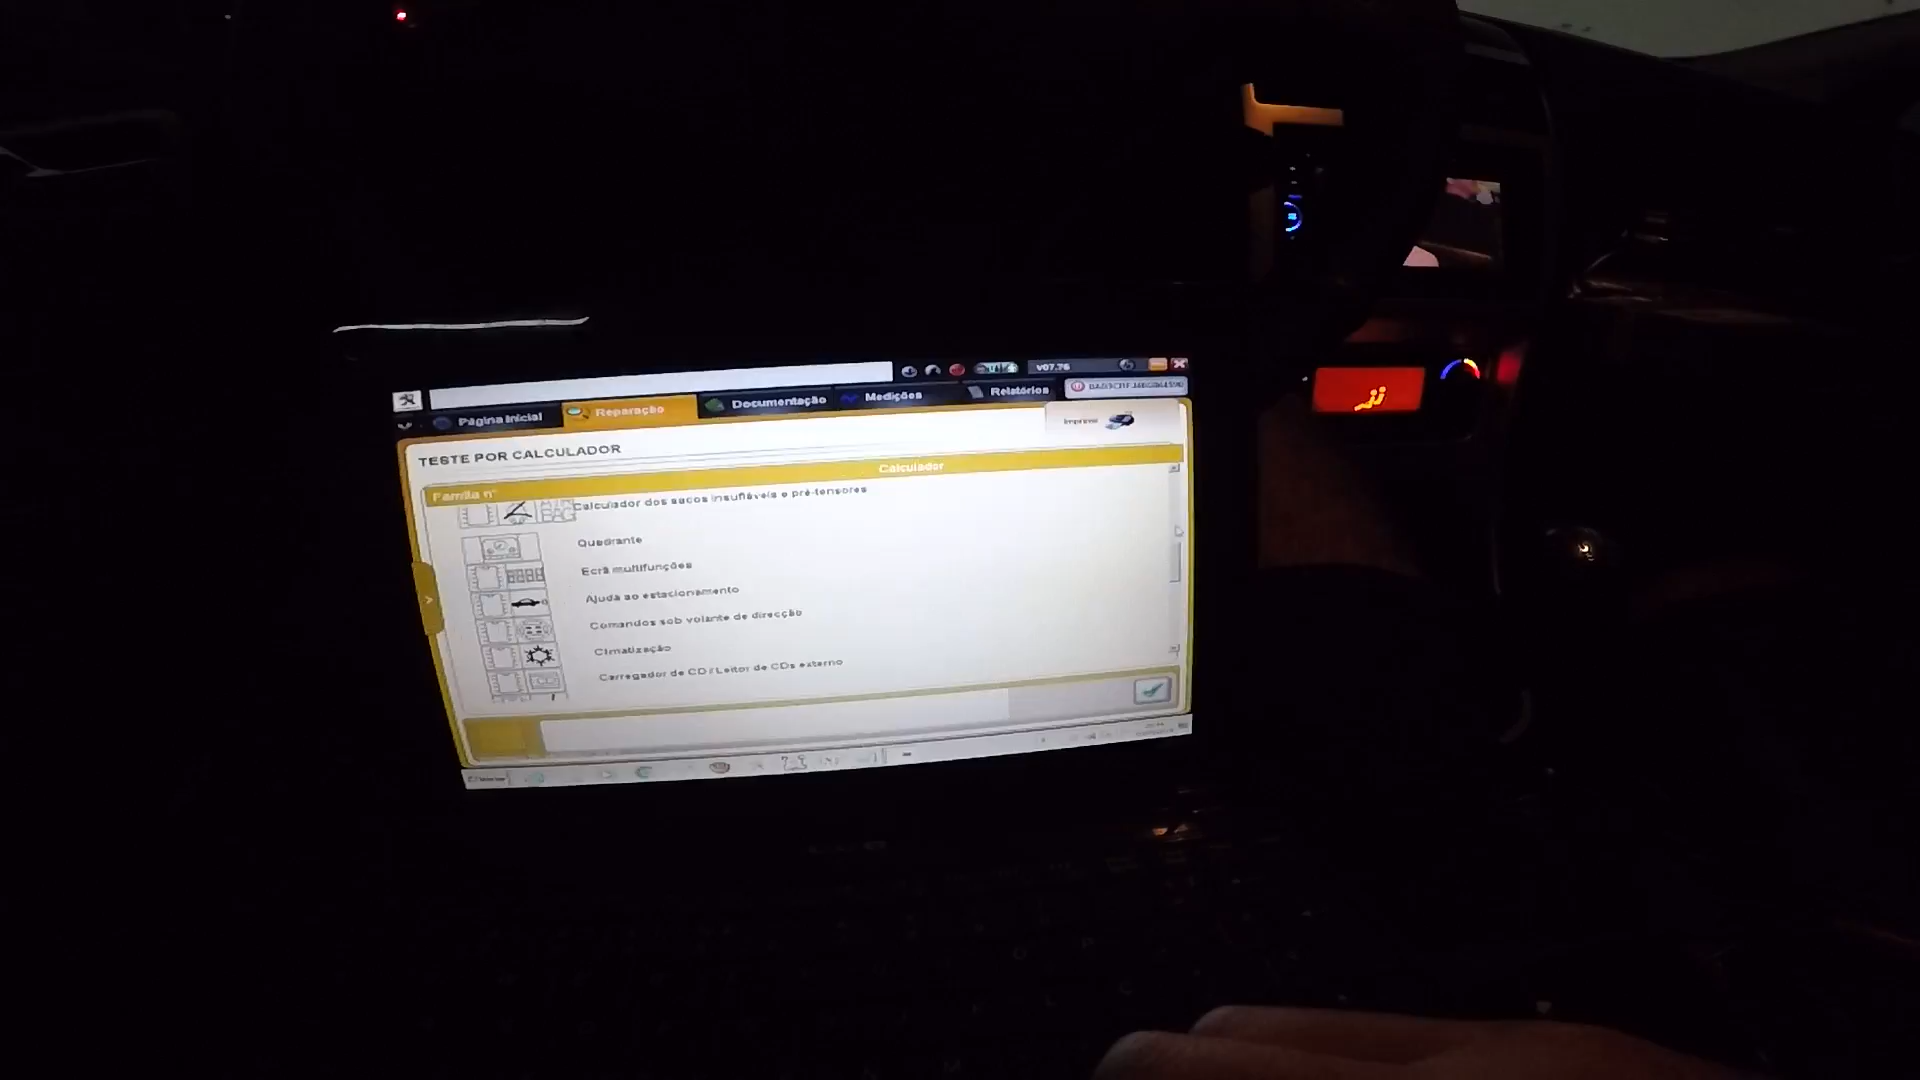 v07.76
Página Inicial
Reparação
Documentação
Medições
Relatórios
Imprimir
TESTE POR CALCULADOR
Família nº
Calculador
Calculador dos sacos insufláveis e pré-tensores
Quadrante
Ecrã multifunções
Ajuda ao estacionamento
Comandos sob volante de direcção
Climatização
Carregador de CD / Leitor de CDs externo